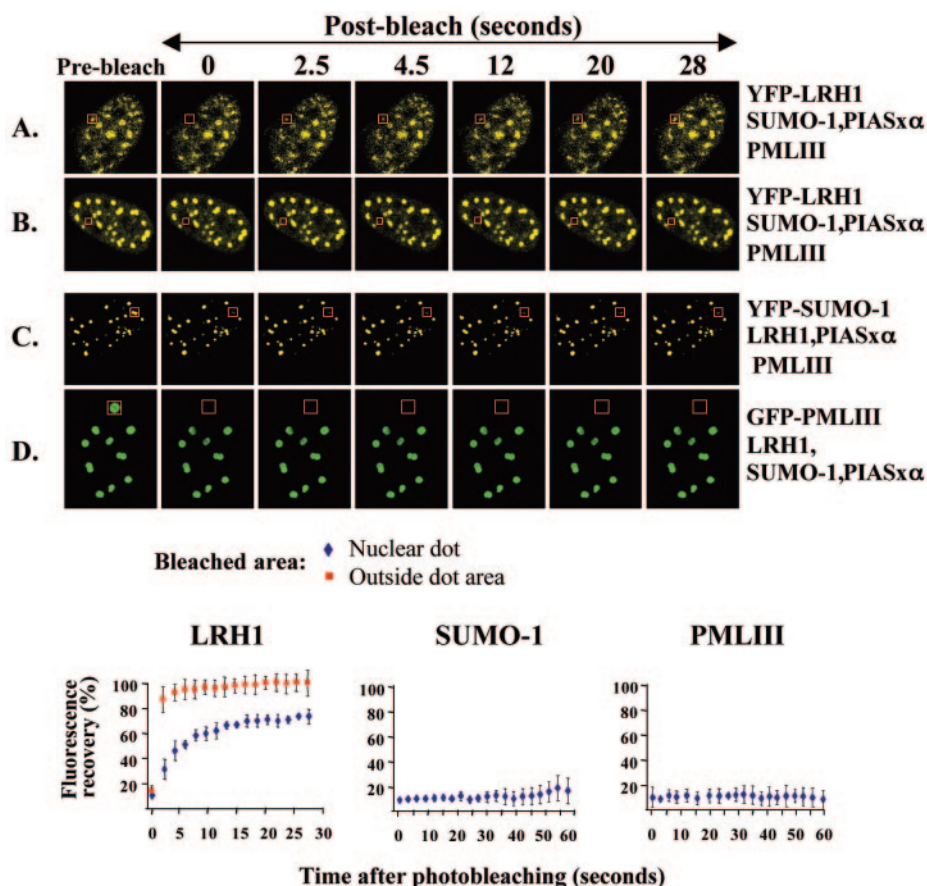 Post-bleach (seconds)
Pre-bleach 0 2.5 4.5 12 20 28
A.
YFP-LRH1
SUMO-1,PIASxα
PMLIII
B.
YFP-LRH1
SUMO-1,PIASxα
PMLIII
C.
YFP-SUMO-1
LRH1,PIASxα
PMLIII
D.
GFP-PMLIII
LRH1,
SUMO-1,PIASxα
Bleached area:
Nuclear dot
Outside dot area
LRH1
Fluorescence
recovery (%)
100
80
60
40
20
0 5 10 15 20 25 30
SUMO-1
100
80
60
40
20
0 10 20 30 40 50 60
PMLIII
100
80
60
40
20
0 10 20 30 40 50 60
Time after photobleaching (seconds)